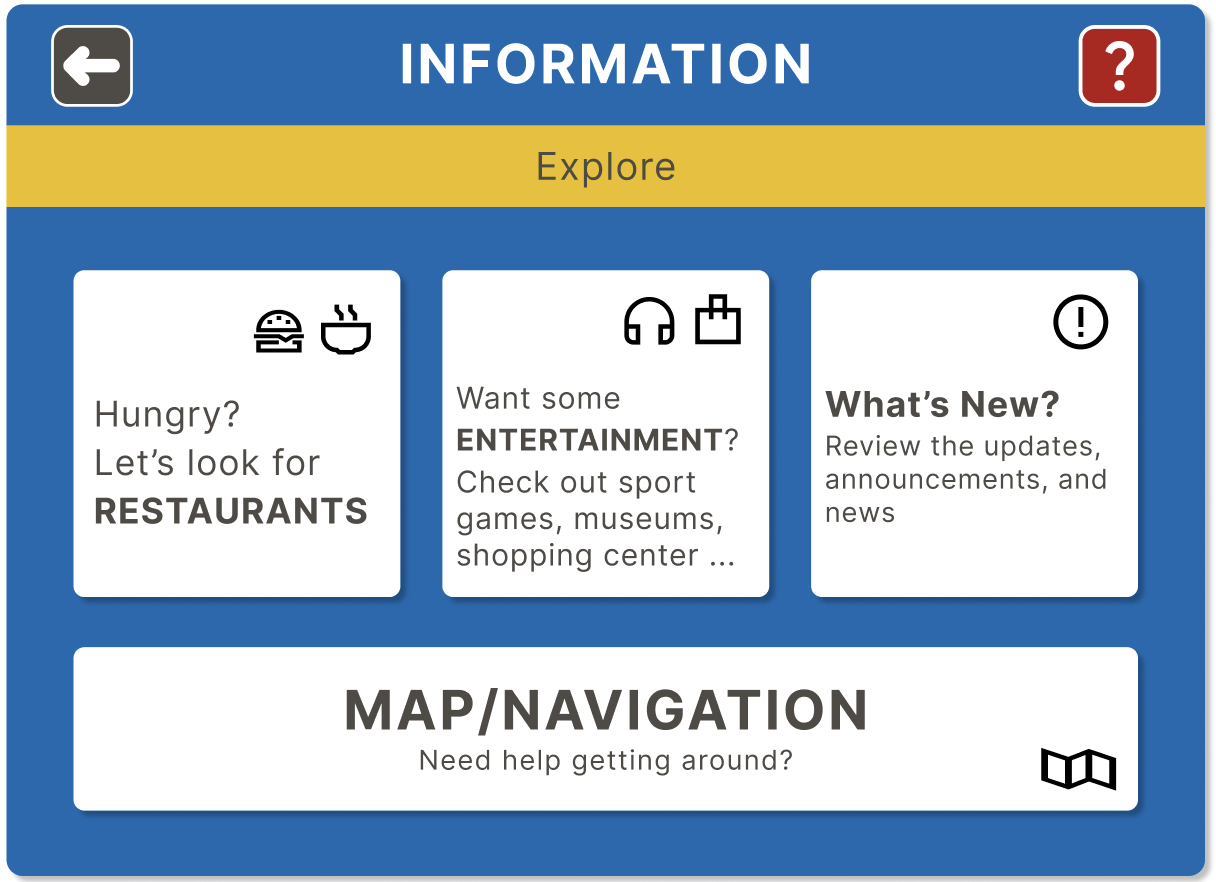 INFORMATION
?
Explore
Hungry?
Let’s look for
RESTAURANTS
Want some
ENTERTAINMENT?
Check out sport
games, museums,
shopping center ...
What’s New?
Review the updates,
announcements, and
news
MAP/NAVIGATION
Need help getting around?